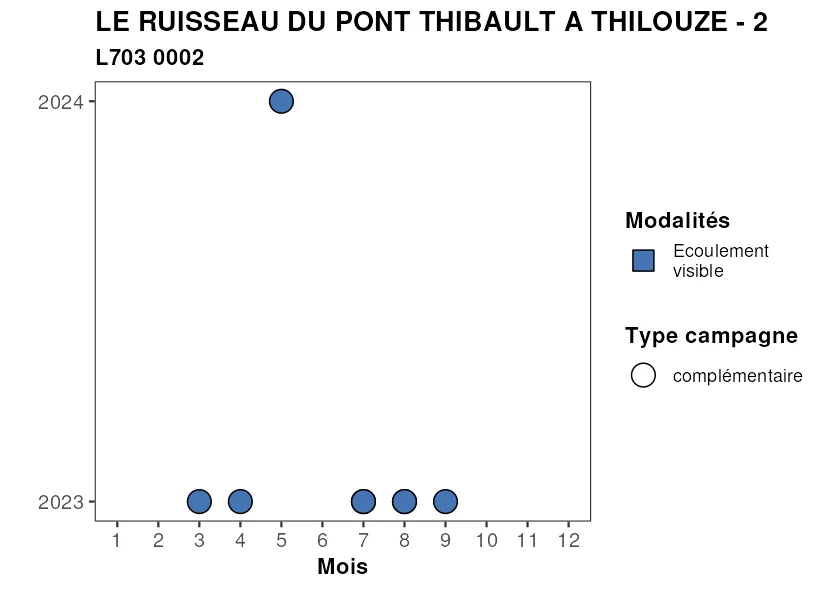 LE RUISSEAU DU PONT THIBAULT A THILOUZE - 2
L703 0002
2024
2023
1 2 3 4 5 6 7 8 9 10 11 12
Mois
Modalités
Ecoulement
visible
Type campagne
complémentaire